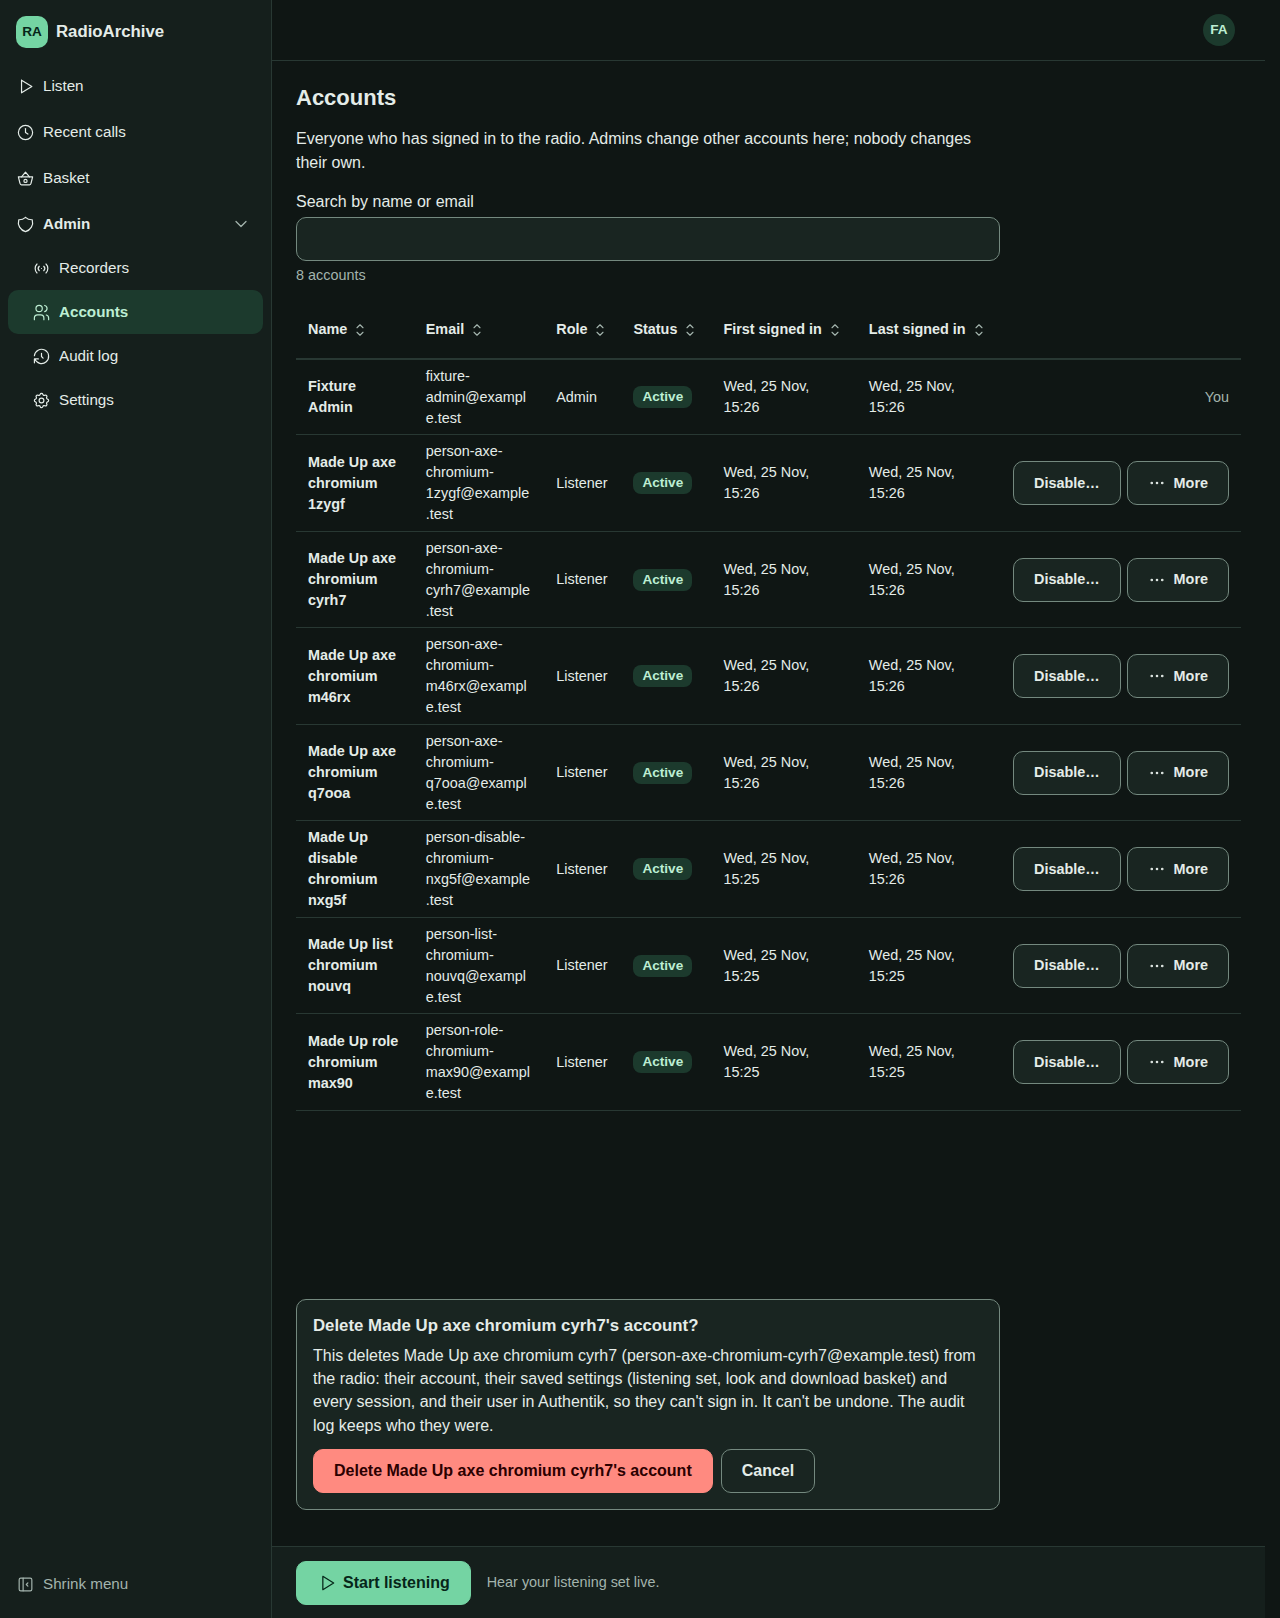 RA RadioArchive
FA
Listen
Recent calls
Basket
Admin
Recorders
Accounts
Audit log
Settings
Accounts
Everyone who has signed in to the radio. Admins change other accounts here; nobody changes
their own.
Search by name or email
8 accounts
Name Email Role Status First signed in Last signed in
Fixture
Admin
fixture-
admin@exampl
e.test
Admin
Active
Wed, 25 Nov,
15:26
Wed, 25 Nov,
15:26
You
Made Up axe
chromium
1zygf
person-axe-
chromium-
1zygf@example
.test
Listener
Active
Wed, 25 Nov,
15:26
Wed, 25 Nov,
15:26
Disable…
More
Made Up axe
chromium
cyrh7
person-axe-
chromium-
cyrh7@example
.test
Listener
Active
Wed, 25 Nov,
15:26
Wed, 25 Nov,
15:26
Disable…
More
Made Up axe
chromium
m46rx
person-axe-
chromium-
m46rx@exampl
e.test
Listener
Active
Wed, 25 Nov,
15:26
Wed, 25 Nov,
15:26
Disable…
More
Made Up axe
chromium
q7ooa
person-axe-
chromium-
q7ooa@exampl
e.test
Listener
Active
Wed, 25 Nov,
15:26
Wed, 25 Nov,
15:26
Disable…
More
Made Up
disable
chromium
nxg5f
person-disable-
chromium-
nxg5f@example
.test
Listener
Active
Wed, 25 Nov,
15:25
Wed, 25 Nov,
15:26
Disable…
More
Made Up list
chromium
nouvq
person-list-
chromium-
nouvq@exampl
e.test
Listener
Active
Wed, 25 Nov,
15:25
Wed, 25 Nov,
15:25
Disable…
More
Made Up role
chromium
max90
person-role-
chromium-
max90@exampl
e.test
Listener
Active
Wed, 25 Nov,
15:25
Wed, 25 Nov,
15:25
Disable…
More
Delete Made Up axe chromium cyrh7's account?
This deletes Made Up axe chromium cyrh7 (person-axe-chromium-cyrh7@example.test) from
the radio: their account, their saved settings (listening set, look and download basket) and
every session, and their user in Authentik, so they can't sign in. It can't be undone. The audit
log keeps who they were.
Delete Made Up axe chromium cyrh7's account
Cancel
Shrink menu
Start listening
Hear your listening set live.